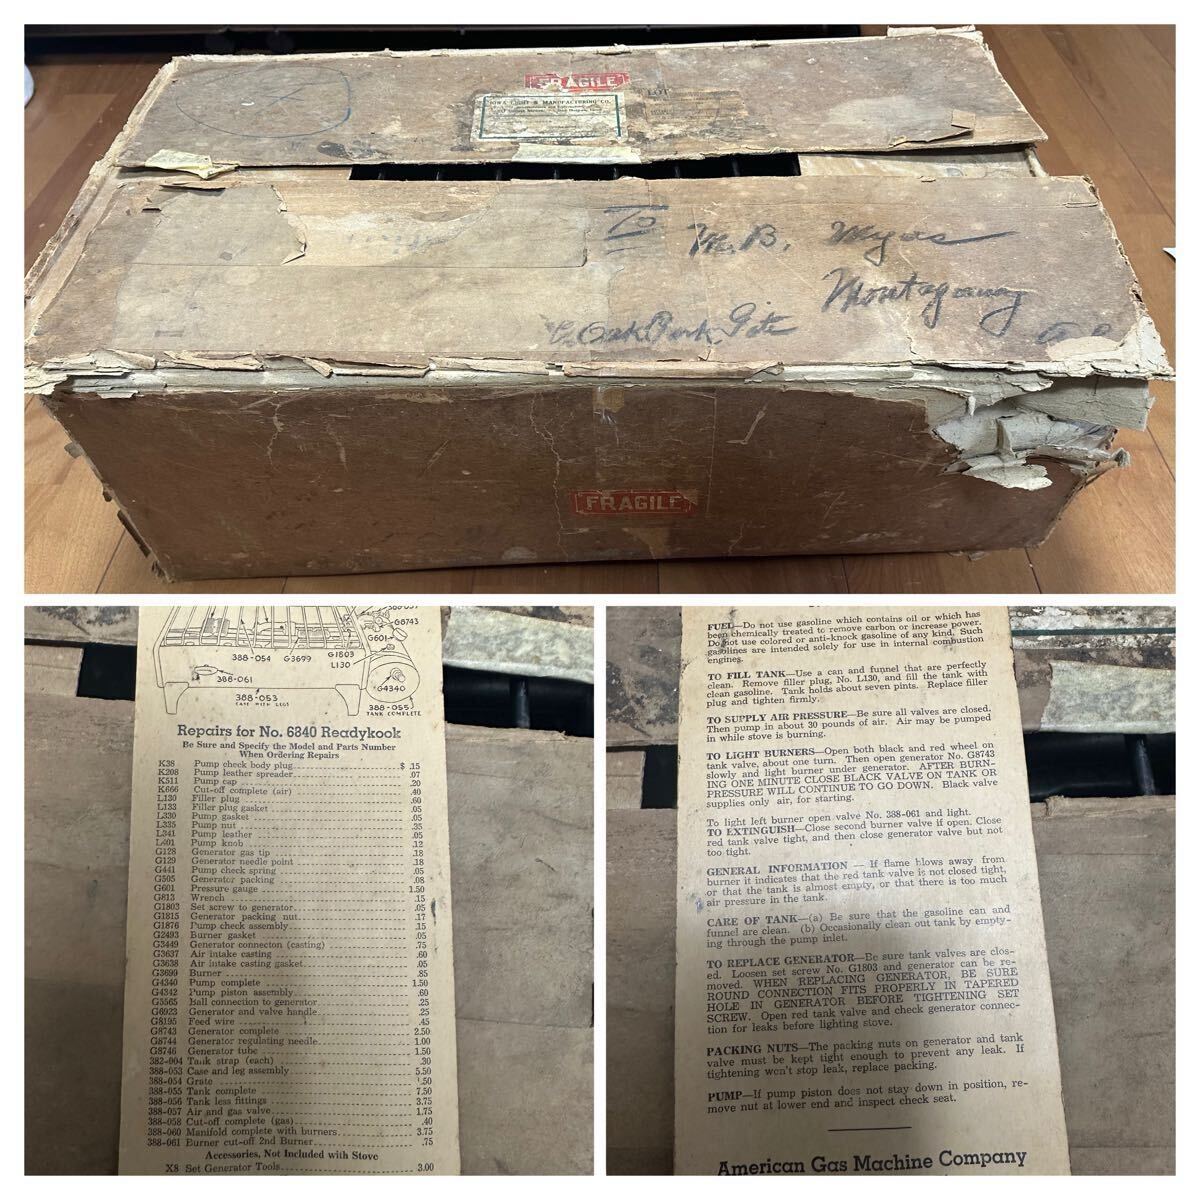 FRAGILE
IOWA LIGHT & MANUFACTURING CO.
LOT
To
M. B. Myas
Montgomery
Oak Park
FRAGILE
G8743
G601
388-054
G3699
G1803
L130
388-061
G4340
388-053
CASE WITH LEGS
388-055
TANK COMPLETE
Repairs for No. 6840 Readykook
Be Sure and Specify the Model and Parts Number
When Ordering Repairs
K38 Pump check body plug $ .15
K208 Pump leather spreader .07
K511 Pump cap .20
K666 Cut-off complete (air) .40
L130 Filler plug .60
L133 Filler plug gasket .05
L330 Pump gasket .05
L335 Pump nut .35
L341 Pump leather .05
L401 Pump knob .12
G128 Generator gas tip .18
G129 Generator needle point .18
G441 Pump check spring .05
G505 Generator packing .08
G601 Pressure gauge 1.50
G813 Wrench .15
G1803 Set screw to generator .05
G1815 Generator packing nut .17
G1876 Pump check assembly .15
G2493 Burner gasket .05
G3449 Generator connecton (casting) .75
G3637 Air intake casting .60
G3638 Air intake casting gasket .05
G3699 Burner .85
G4340 Pump complete 1.50
G4342 Pump piston assembly .60
G5565 Ball connection to generator .25
G6923 Generator and valve handle .25
G8195 Feed wire .45
G8743 Generator complete 2.50
G8744 Generator regulating needle 1.00
G8746 Generator tube 1.50
382-004 Tank strap (each) .30
388-053 Case and leg assembly 5.50
388-054 Grate .50
388-055 Tank complete 7.50
388-056 Tank less fittings 3.75
388-057 Air and gas valve 1.75
388-058 Cut-off complete (gas) .40
388-060 Manifold complete with burners 3.75
388-061 Burner cut-off 2nd Burner .75
Accessories, Not Included with Stove
X8 Set Generator Tools 3.00
FUEL—Do not use gasoline which contains oil or which has
been chemically treated to remove carbon or increase power.
Do not use colored or anti-knock gasoline of any kind. Such
gasolines are intended solely for use in internal combustion
engines.
TO FILL TANK—Use a can and funnel that are perfectly
clean. Remove filler plug, No. L130, and fill the tank with
clean gasoline. Tank holds about seven pints. Replace filler
plug and tighten firmly.
TO SUPPLY AIR PRESSURE—Be sure all valves are closed.
Then pump in about 30 pounds of air. Air may be pumped
in while stove is burning.
TO LIGHT BURNERS—Open both black and red wheel on
tank valve, about one turn. Then open generator No. G8743
slowly and light burner under generator. AFTER BURN-
ING ONE MINUTE CLOSE BLACK VALVE ON TANK OR
PRESSURE WILL CONTINUE TO GO DOWN. Black valve
supplies only air, for starting.
To light left burner open valve No. 388-061 and light.
TO EXTINGUISH—Close second burner valve if open. Close
red tank valve tight, and then close generator valve but not
too tight.
GENERAL INFORMATION — If flame blows away from
burner it indicates that the red tank valve is not closed tight,
or that the tank is almost empty, or that there is too much
air pressure in the tank.
CARE OF TANK—(a) Be sure that the gasoline can and
funnel are clean. (b) Occasionally clean out tank by empty-
ing through the pump inlet.
TO REPLACE GENERATOR—Be sure tank valves are clos-
ed. Loosen set screw No. G1803 and generator can be re-
moved. WHEN REPLACING GENERATOR, BE SURE
ROUND CONNECTION FITS PROPERLY IN TAPERED
HOLE IN GENERATOR BEFORE TIGHTENING SET
SCREW. Open red tank valve and check generator connec-
tion for leaks before lighting stove.
PACKING NUTS—The packing nuts on generator and tank
valve must be kept tight enough to prevent any leak. If
tightening won't stop leak, replace packing.
PUMP—If pump piston does not stay down in position, re-
move nut at lower end and inspect check seat.
American Gas Machine Company